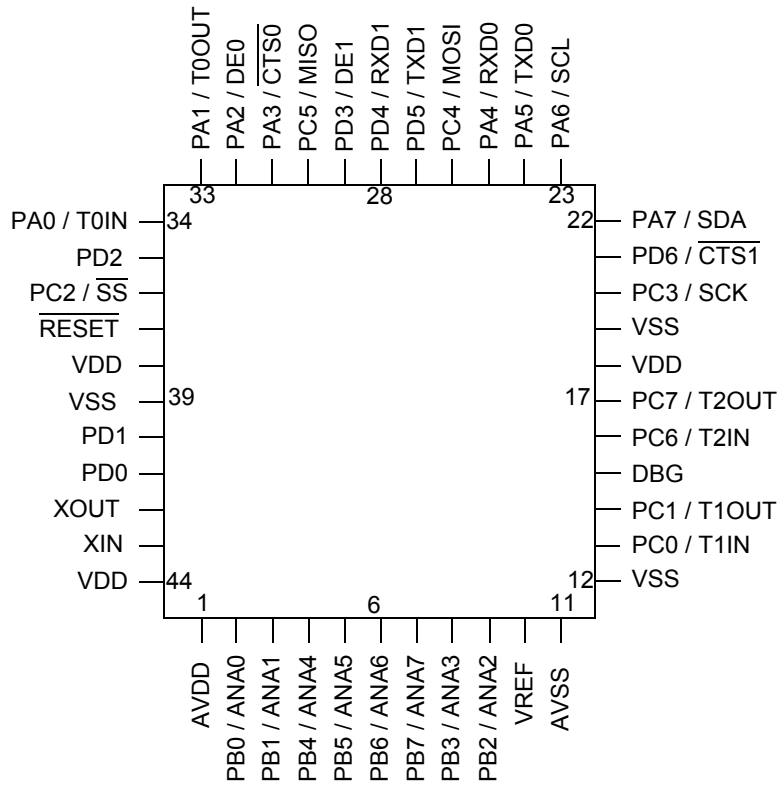 PA1 / T0OUT
PA2 / DE0
PA3 / C̅T̅S̅0̅
PC5 / MISO
PD3 / DE1
PD4 / RXD1
PD5 / TXD1
PC4 / MOSI
PA4 / RXD0
PA5 / TXD0
PA6 / SCL
33
28
23
PA0 / T0IN
34
PD2
PC2 / S̅S̅
R̅E̅S̅E̅T̅
VDD
VSS
39
PD1
PD0
XOUT
XIN
VDD
44
22
PA7 / SDA
PD6 / C̅T̅S̅1̅
PC3 / SCK
VSS
VDD
17
PC7 / T2OUT
PC6 / T2IN
DBG
PC1 / T1OUT
PC0 / T1IN
12
VSS
1
6
11
AVDD
PB0 / ANA0
PB1 / ANA1
PB4 / ANA4
PB5 / ANA5
PB6 / ANA6
PB7 / ANA7
PB3 / ANA3
PB2 / ANA2
VREF
AVSS